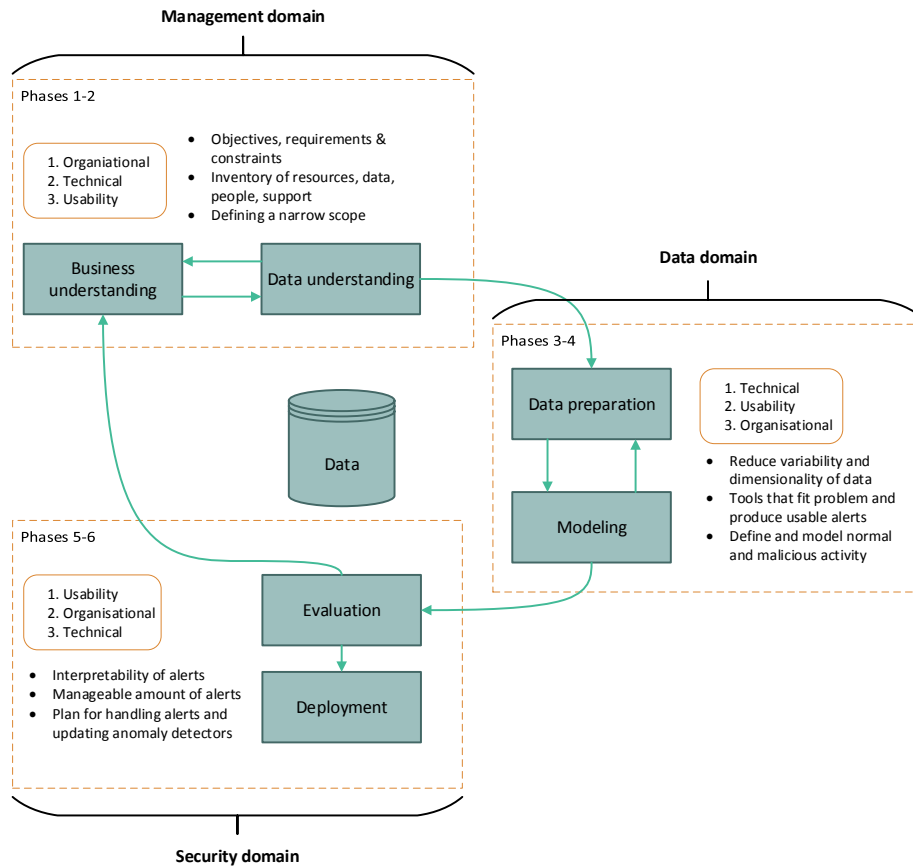 Management domain
Phases 1-2
1. Organiational
2. Technical
3. Usability
• Objectives, requirements &
constraints
• Inventory of resources, data,
people, support
• Defining a narrow scope
Business
understanding
Data understanding
Data domain
Phases 3-4
Data preparation
1. Technical
2. Usability
3. Organisational
• Reduce variability and
dimensionality of data
• Tools that fit problem and
produce usable alerts
• Define and model normal
and malicious activity
Modeling
Data
Phases 5-6
1. Usability
2. Organisational
3. Technical
Evaluation
• Interpretability of alerts
• Manageable amount of alerts
• Plan for handling alerts and
updating anomaly detectors
Deployment
Security domain